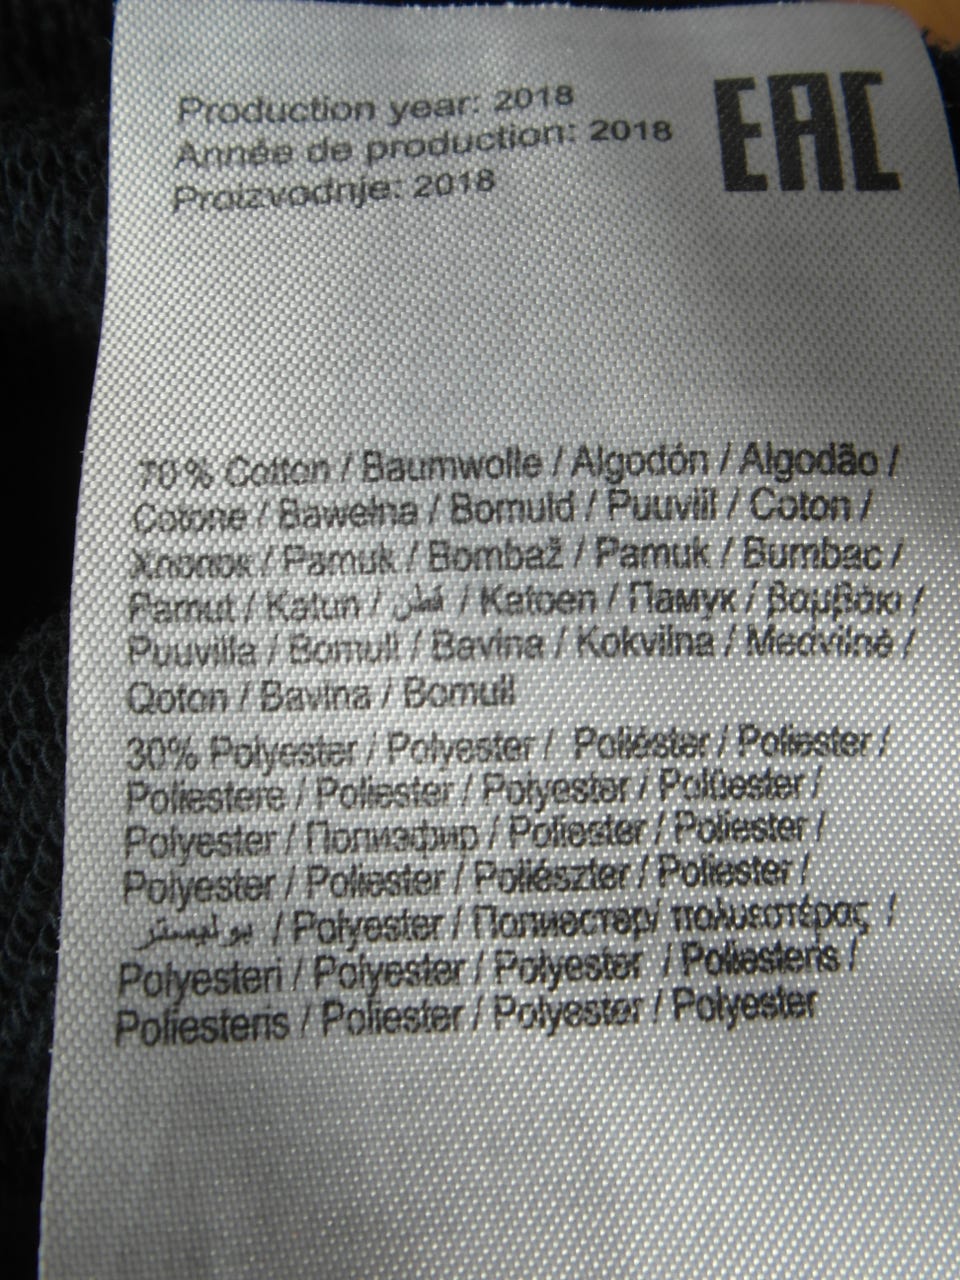 Production year: 2018
Année de production: 2018
Proizvodnje: 2018
EAC
70% Cotton / Baumwolle / Algodón / Algodão /
Cotone / Bawełna / Bomuld / Puuvill / Coton /
Хлопок / Pamuk / Bombaž / Pamuk / Bumbac /
Pamut / Katun / قطن / Katoen / Памук / βαμβάκι /
Puuvilla / Bomull / Bavlna / Kokvilna / Medvilnė /
Qoton / Bavlna / Bomull
30% Polyester / Polyester / Poliéster / Poliester /
Poliestere / Poliester / Polyester / Polüester /
Polyester / Полиэфир / Poliester / Poliester /
Polyester / Poliester / Poliészter / Poliester /
بوليستر / Polyester / Полиестер/ πολυεστέρας /
Polyesteri / Polyester / Polyester / Poliesteris /
Poliesteris / Poliester / Polyester / Polyester